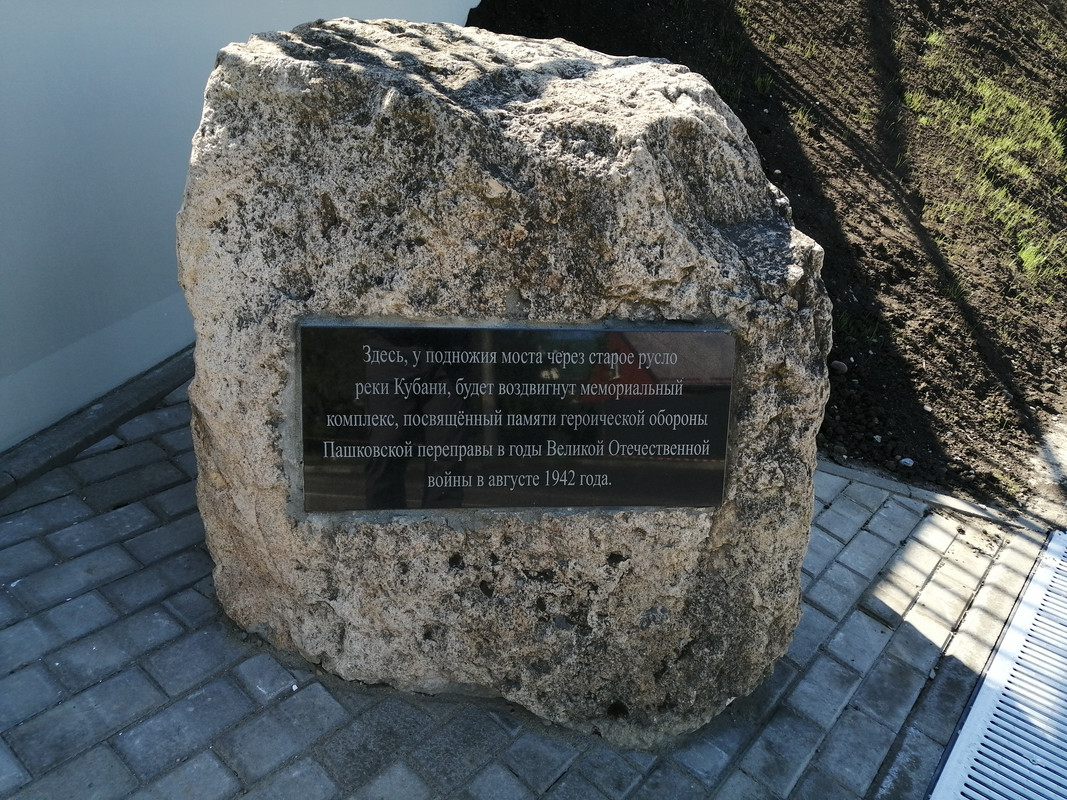 Здесь, у подножия моста через старое русло
реки Кубани, будет воздвигнут мемориальный
комплекс, посвящённый памяти героической обороны
Пашковской переправы в годы Великой Отечественной
войны в августе 1942 года.